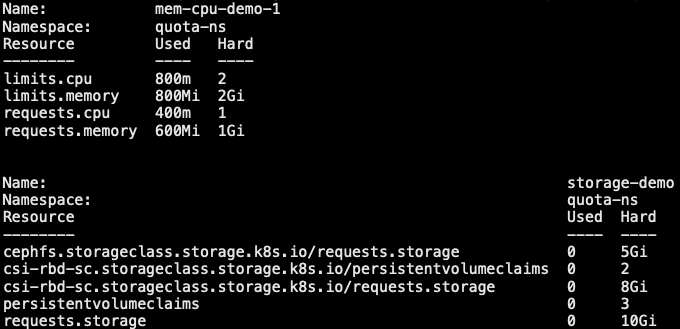 Name:                   mem-cpu-demo-1
Namespace:              quota-ns
Resource         Used   Hard
--------         ----   ----
limits.cpu       800m   2
limits.memory    800Mi  2Gi
requests.cpu     400m   1
requests.memory  600Mi  1Gi
Name:                                                             storage-demo
Namespace:                                                        quota-ns
Resource                                                          Used  Hard
--------                                                          ----  ----
cephfs.storageclass.storage.k8s.io/requests.storage               0     5Gi
csi-rbd-sc.storageclass.storage.k8s.io/persistentvolumeclaims     0     2
csi-rbd-sc.storageclass.storage.k8s.io/requests.storage           0     8Gi
persistentvolumeclaims                                            0     3
requests.storage                                                  0     10Gi